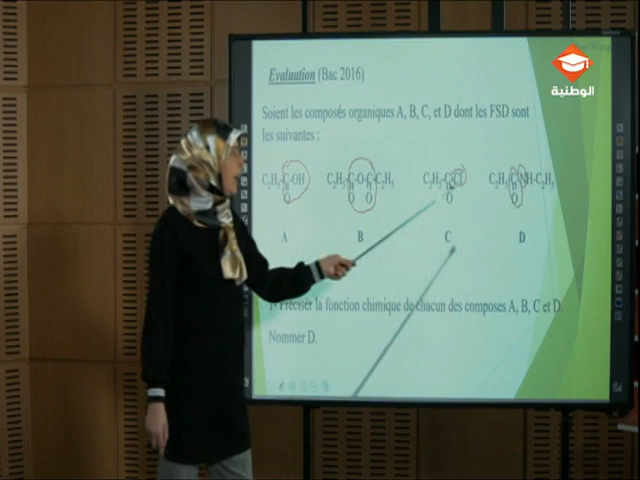 الوطنية
Evaluation (Bac 2016)
Soient les composés organiques A, B, C, et D dont les FSD sont
les suivantes :
C₂H₅-C-OH C₂H₅-C-O-C-C₂H₅ C₂H₅-C-Cl C₂H₅-C-NH-C₂H₅
O O O O O
A B C D
1- Préciser la fonction chimique de chacun des composes A, B, C et D.
Nommer D.